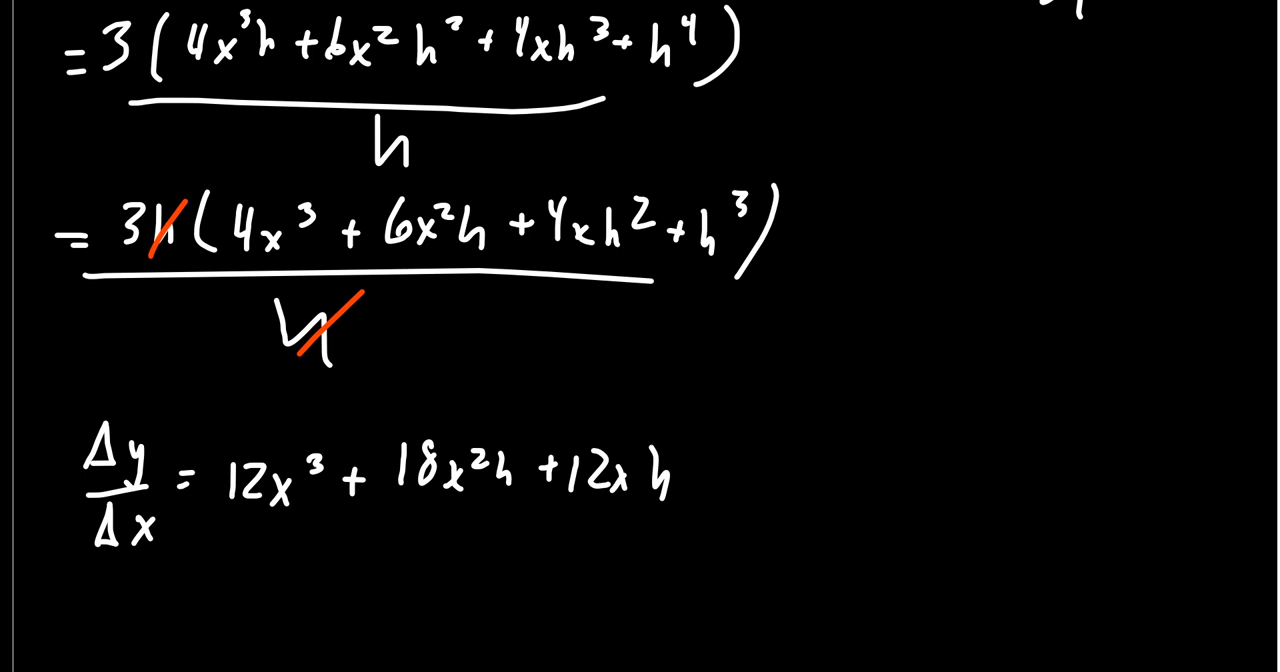 = 3(4x³h + 6x²h² + 4xh³ + h⁴)
h
= 3h(4x³ + 6x²h + 4xh² + h³)
h
Δy/Δx = 12x³ + 18x²h + 12xh